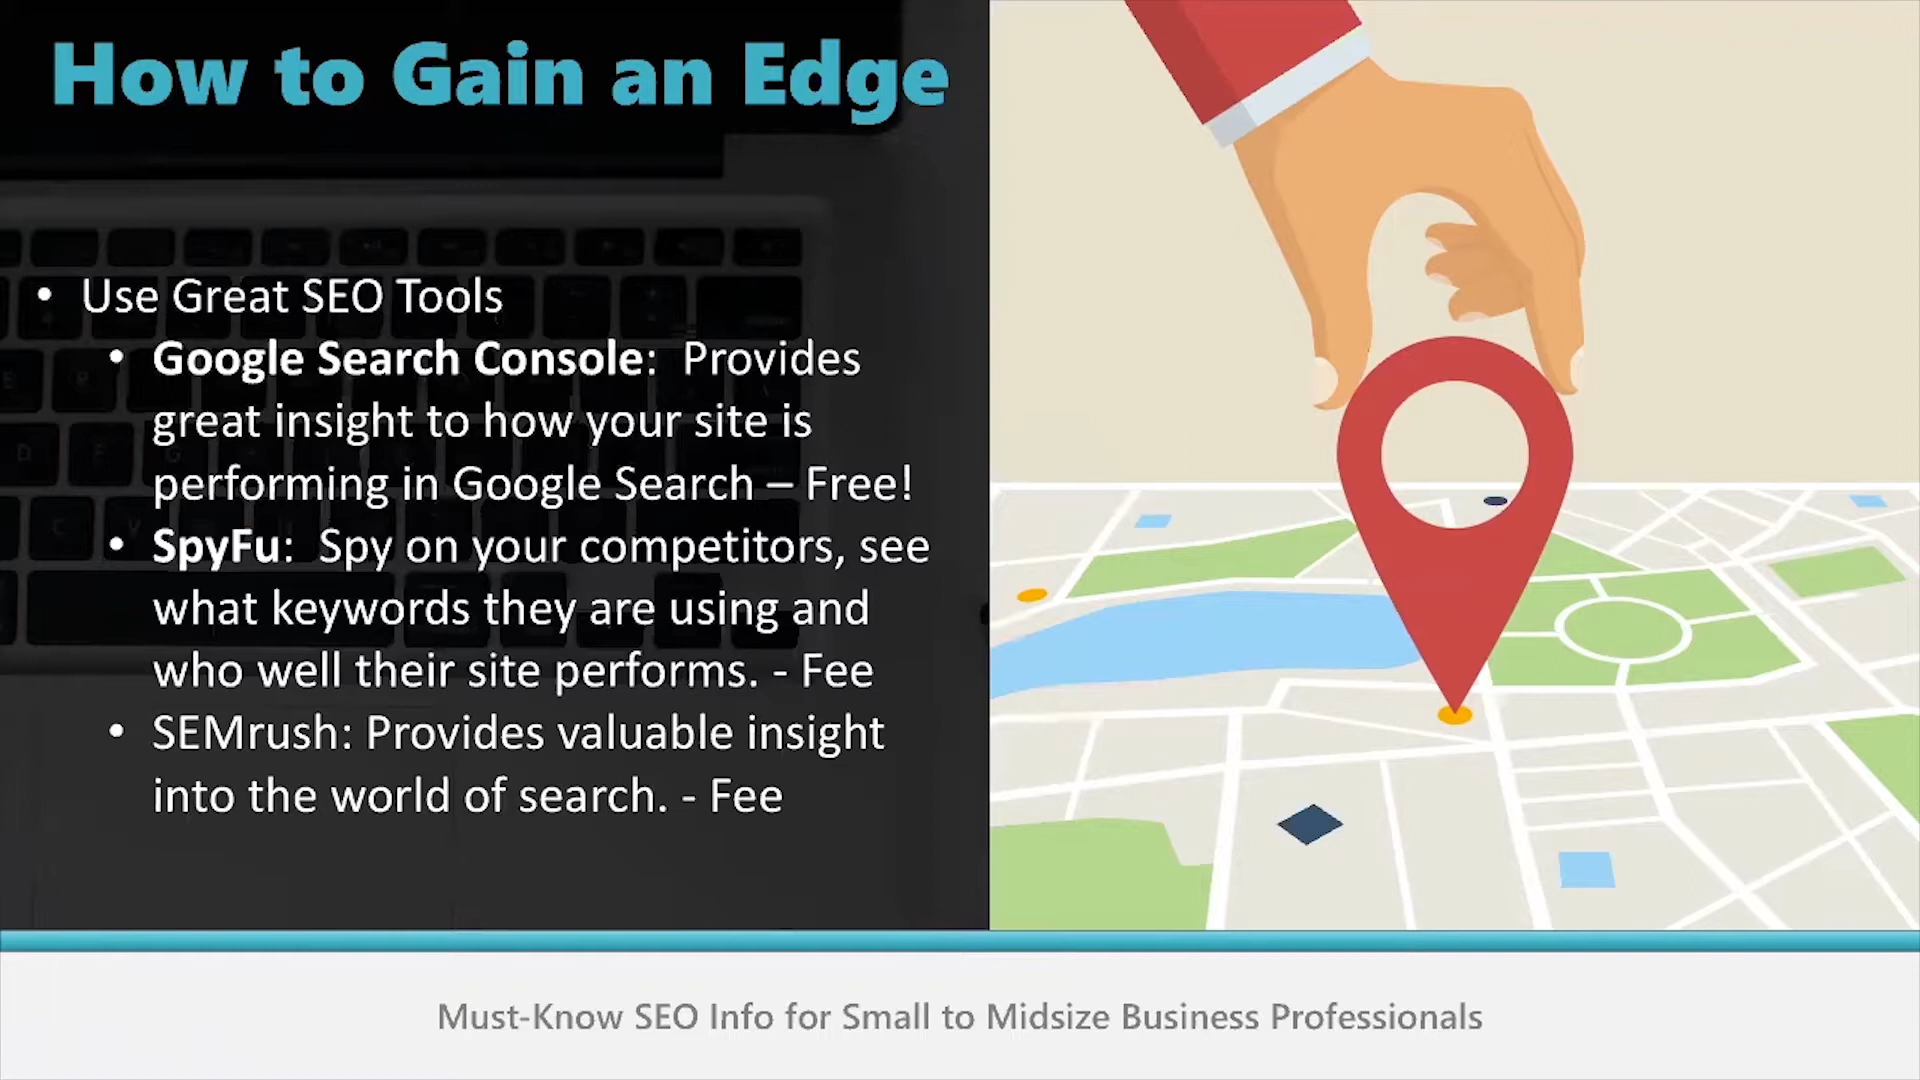 How to Gain an Edge
• Use Great SEO Tools
• Google Search Console:  Provides
great insight to how your site is
performing in Google Search – Free!
• SpyFu:  Spy on your competitors, see
what keywords they are using and
who well their site performs. - Fee
• SEMrush: Provides valuable insight
into the world of search. - Fee
Must-Know SEO Info for Small to Midsize Business Professionals